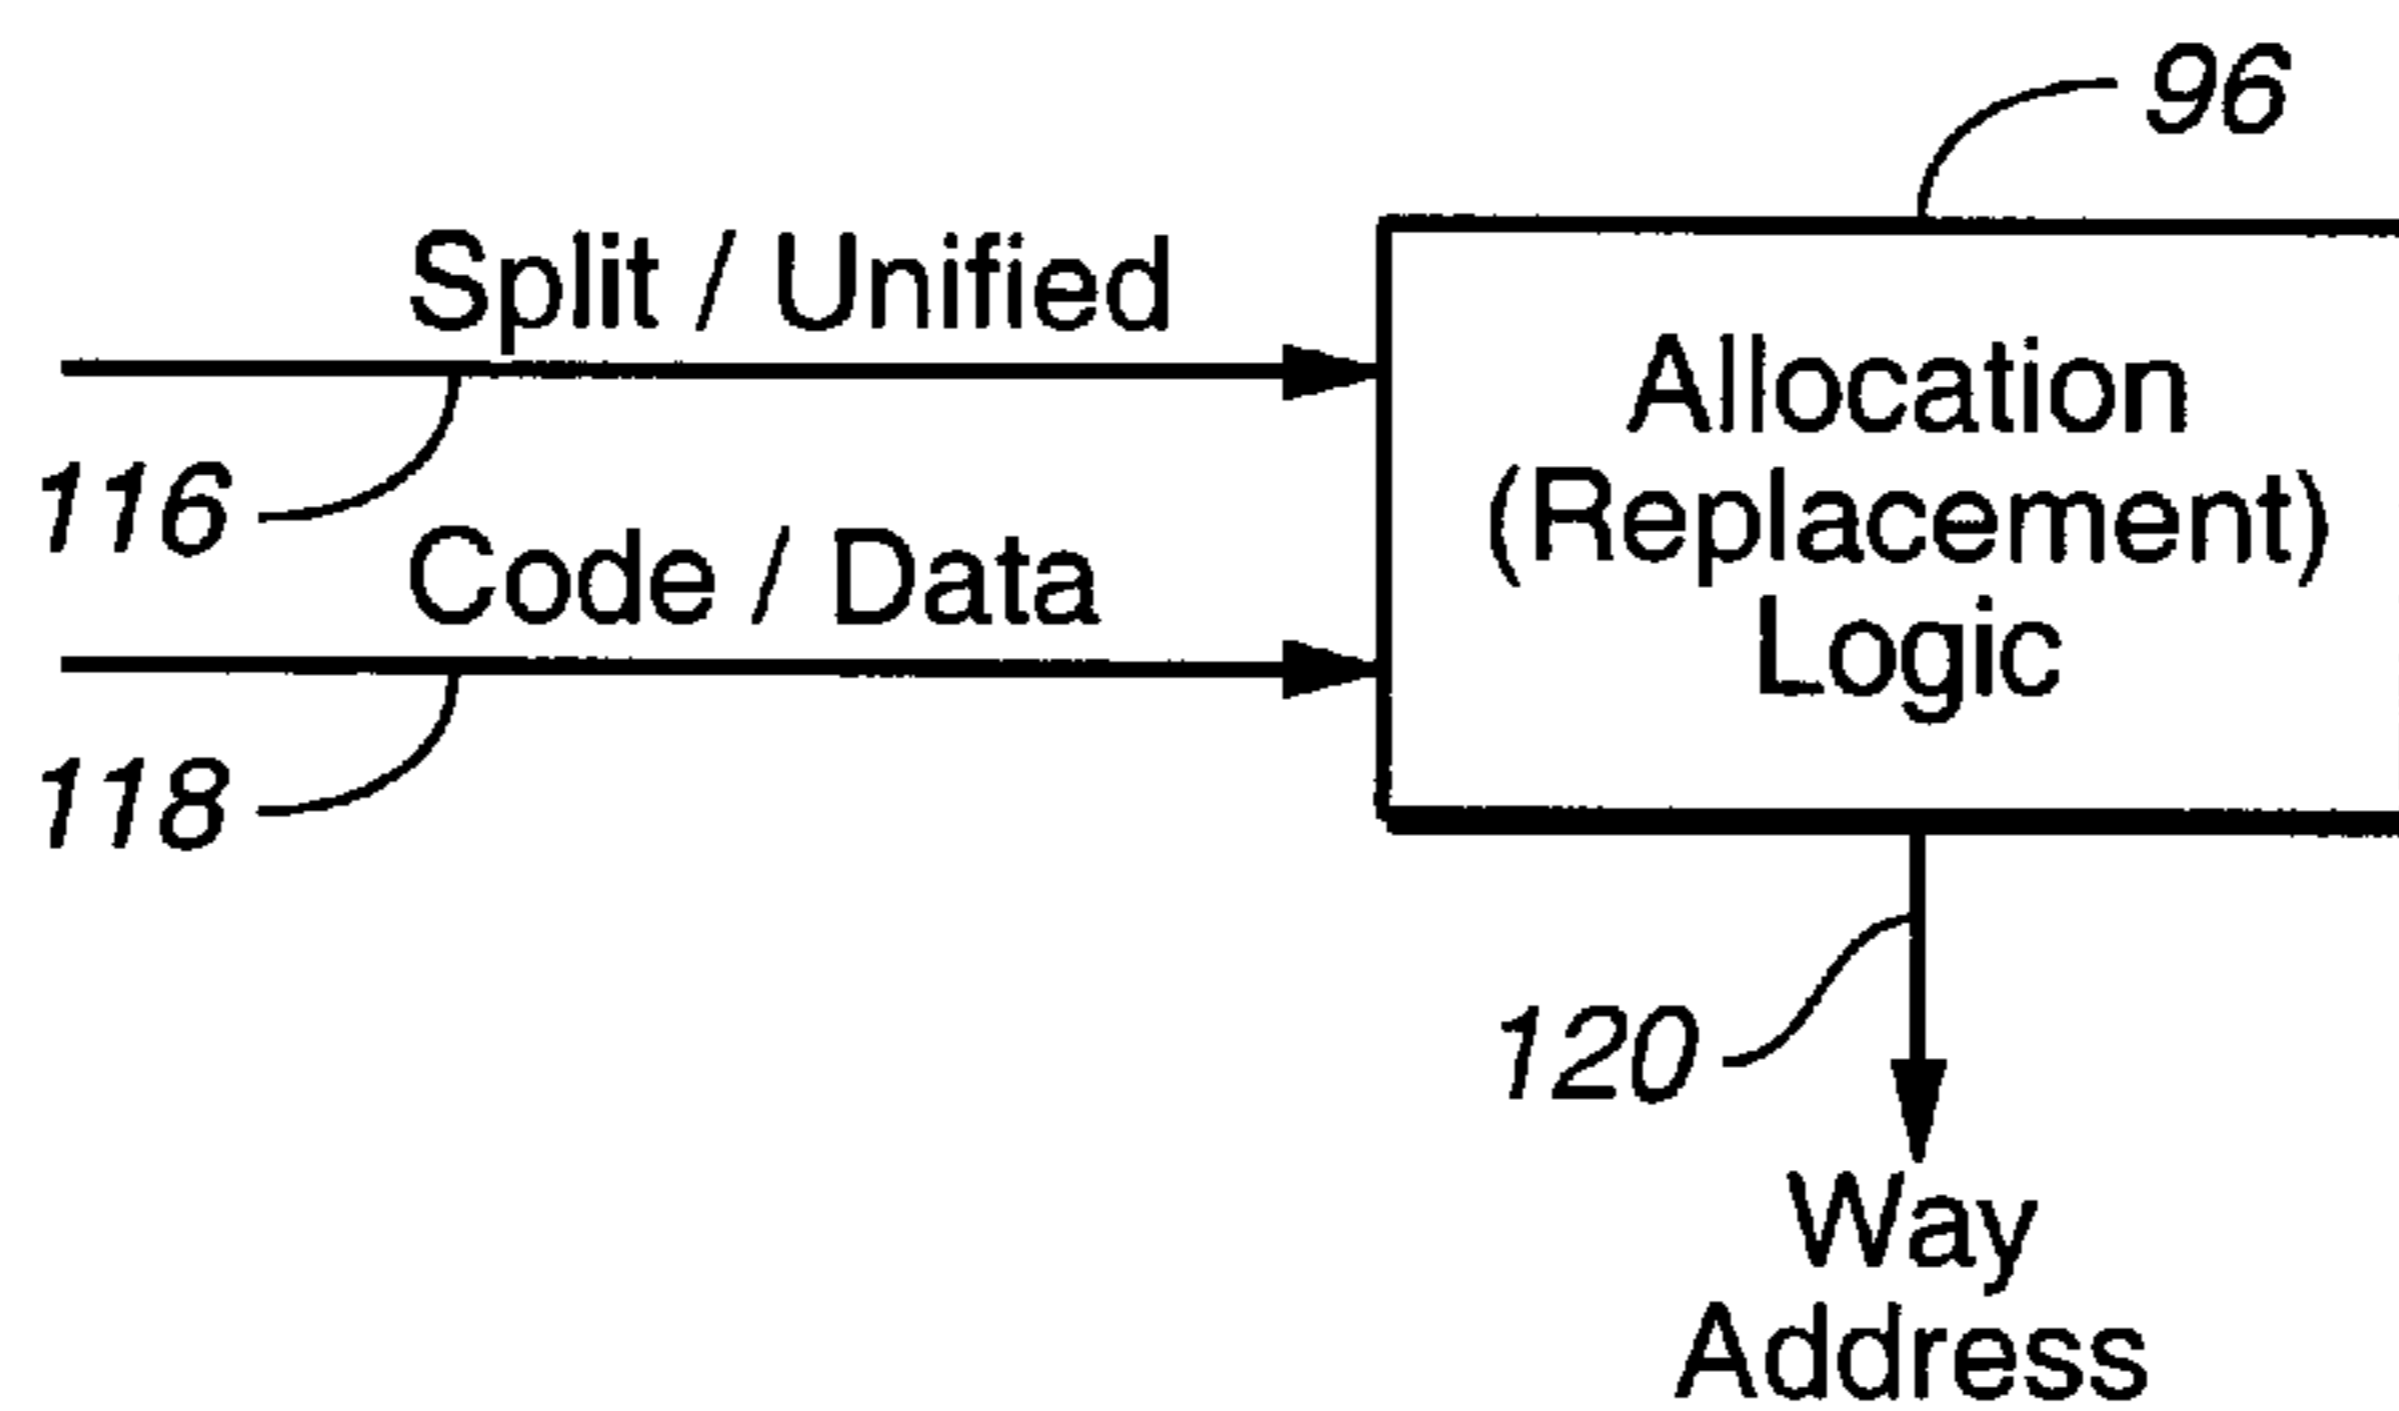 96
Split / Unified
Allocation
(Replacement)
Logic
116
Code / Data
118
120
Way
Address